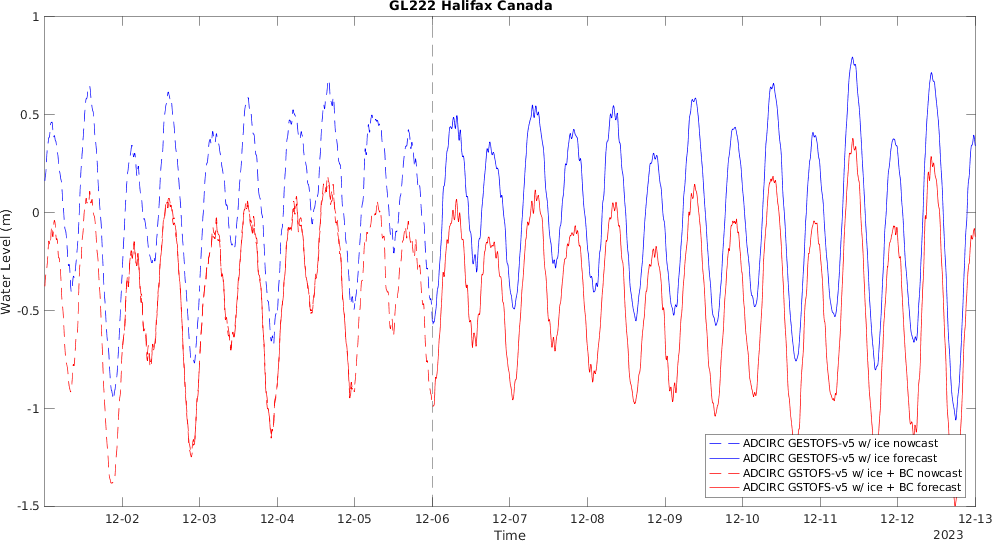 GL222 Halifax Canada
1
0.5
0
-0.5
-1
-1.5
Water Level (m)
ADCIRC GESTOFS-v5 w/ ice nowcast
ADCIRC GESTOFS-v5 w/ ice forecast
ADCIRC GSTOFS-v5 w/ ice + BC nowcast
ADCIRC GSTOFS-v5 w/ ice + BC forecast
12-02 12-03 12-04 12-05 12-06 12-07 12-08 12-09 12-10 12-11 12-12 12-13
Time
2023